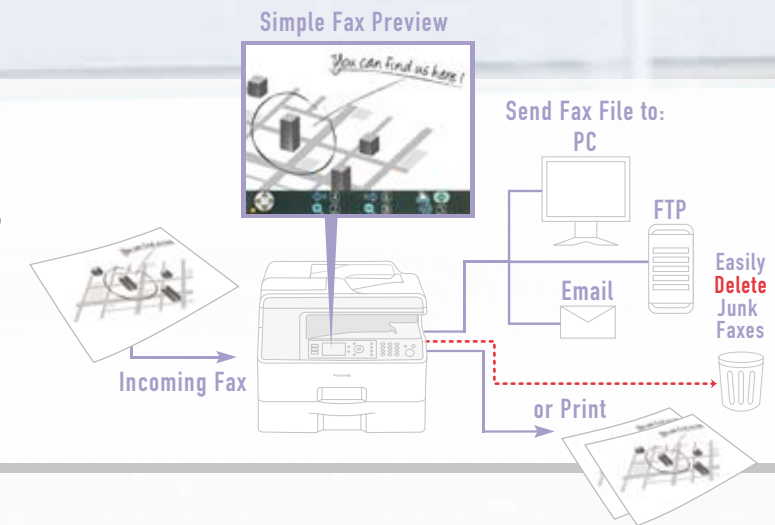 Simple Fax Preview
You can find us here!
Send Fax File to:
PC
FTP
Email
Easily
Delete
Junk
Faxes
Incoming Fax
Panasonic
or Print